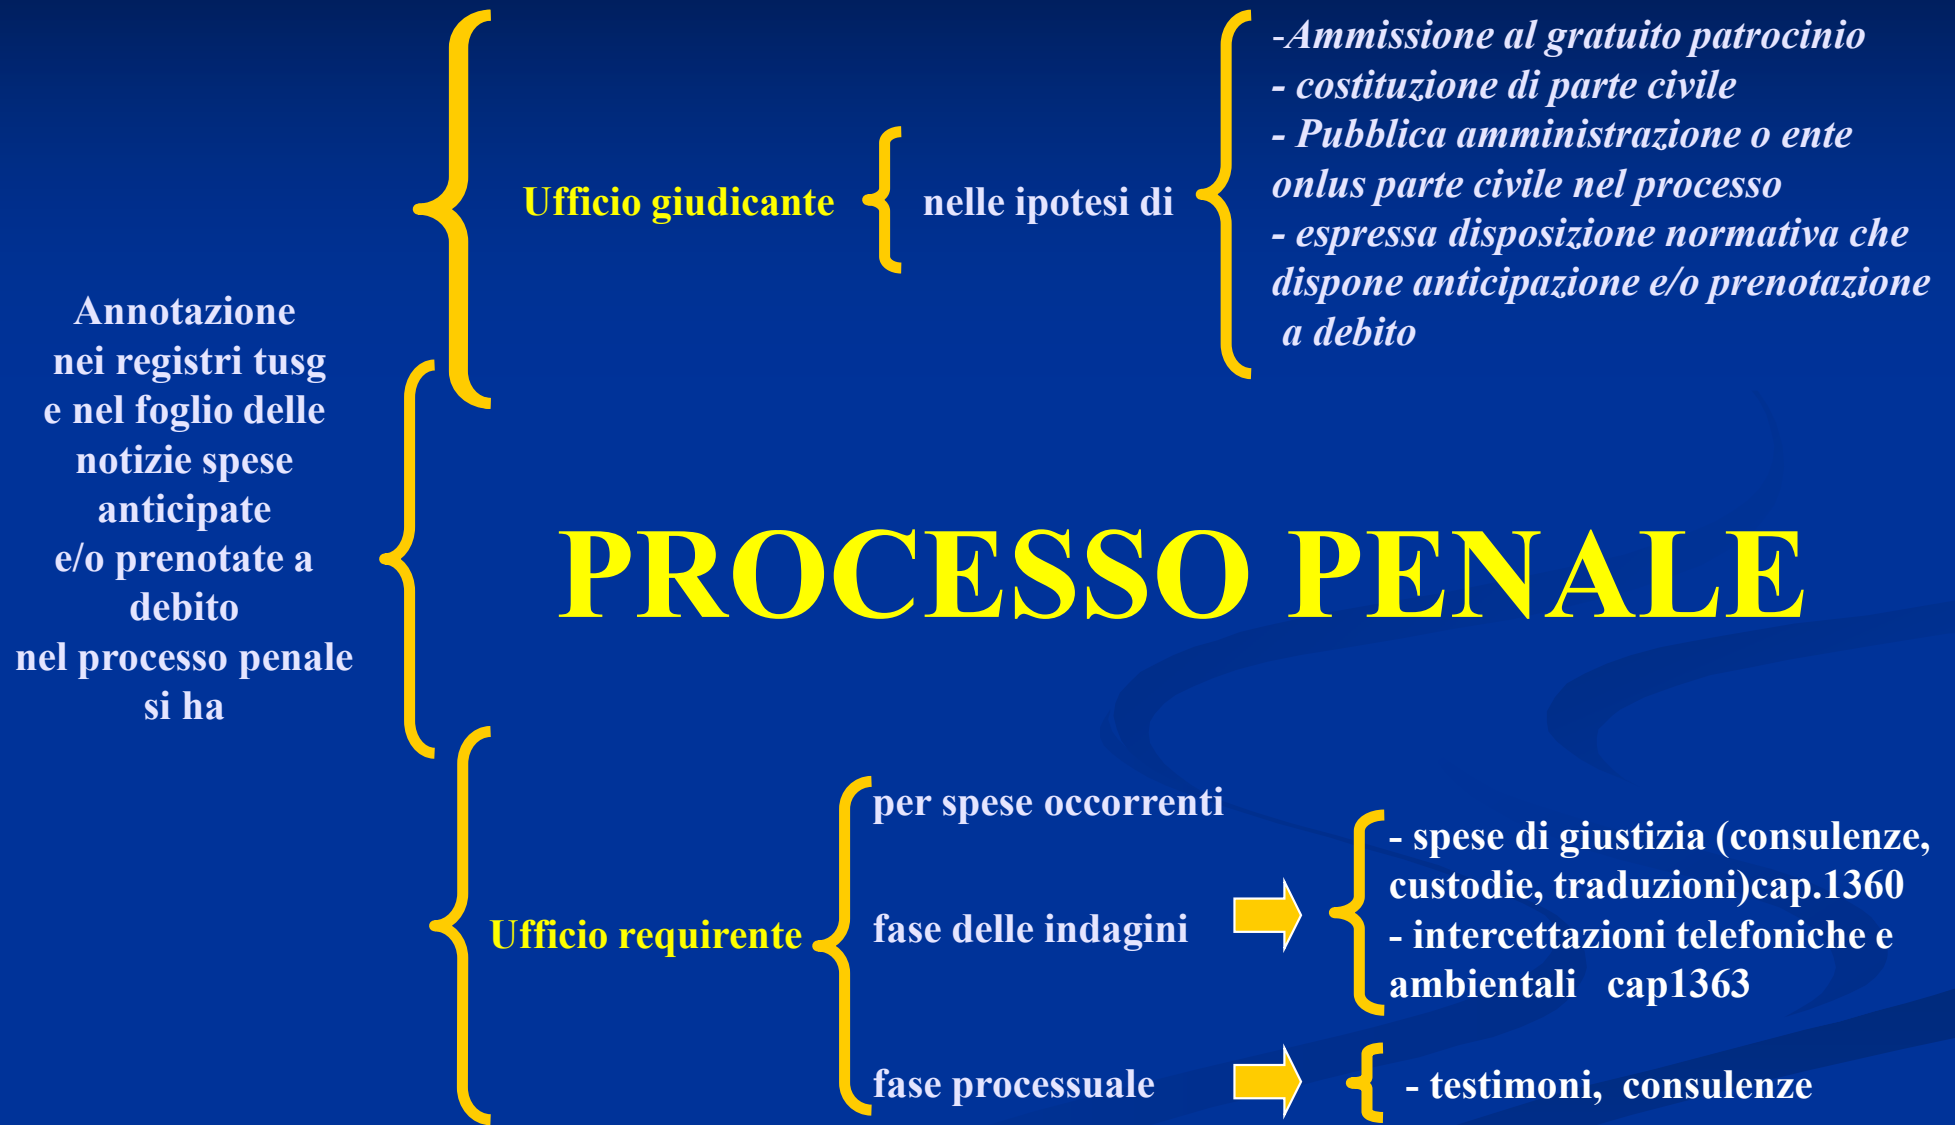 Annotazione
nei registri tusg
e nel foglio delle
notizie spese
anticipate
e/o prenotate a
debito
nel processo penale
si ha
Ufficio giudicante
nelle ipotesi di
-Ammissione al gratuito patrocinio
- costituzione di parte civile
- Pubblica amministrazione o ente
onlus parte civile nel processo
- espressa disposizione normativa che
dispone anticipazione e/o prenotazione
a debito
PROCESSO PENALE
Ufficio requirente
per spese occorrenti
fase delle indagini
- spese di giustizia (consulenze,
custodie, traduzioni)cap.1360
- intercettazioni telefoniche e
ambientali cap1363
fase processuale
- testimoni, consulenze